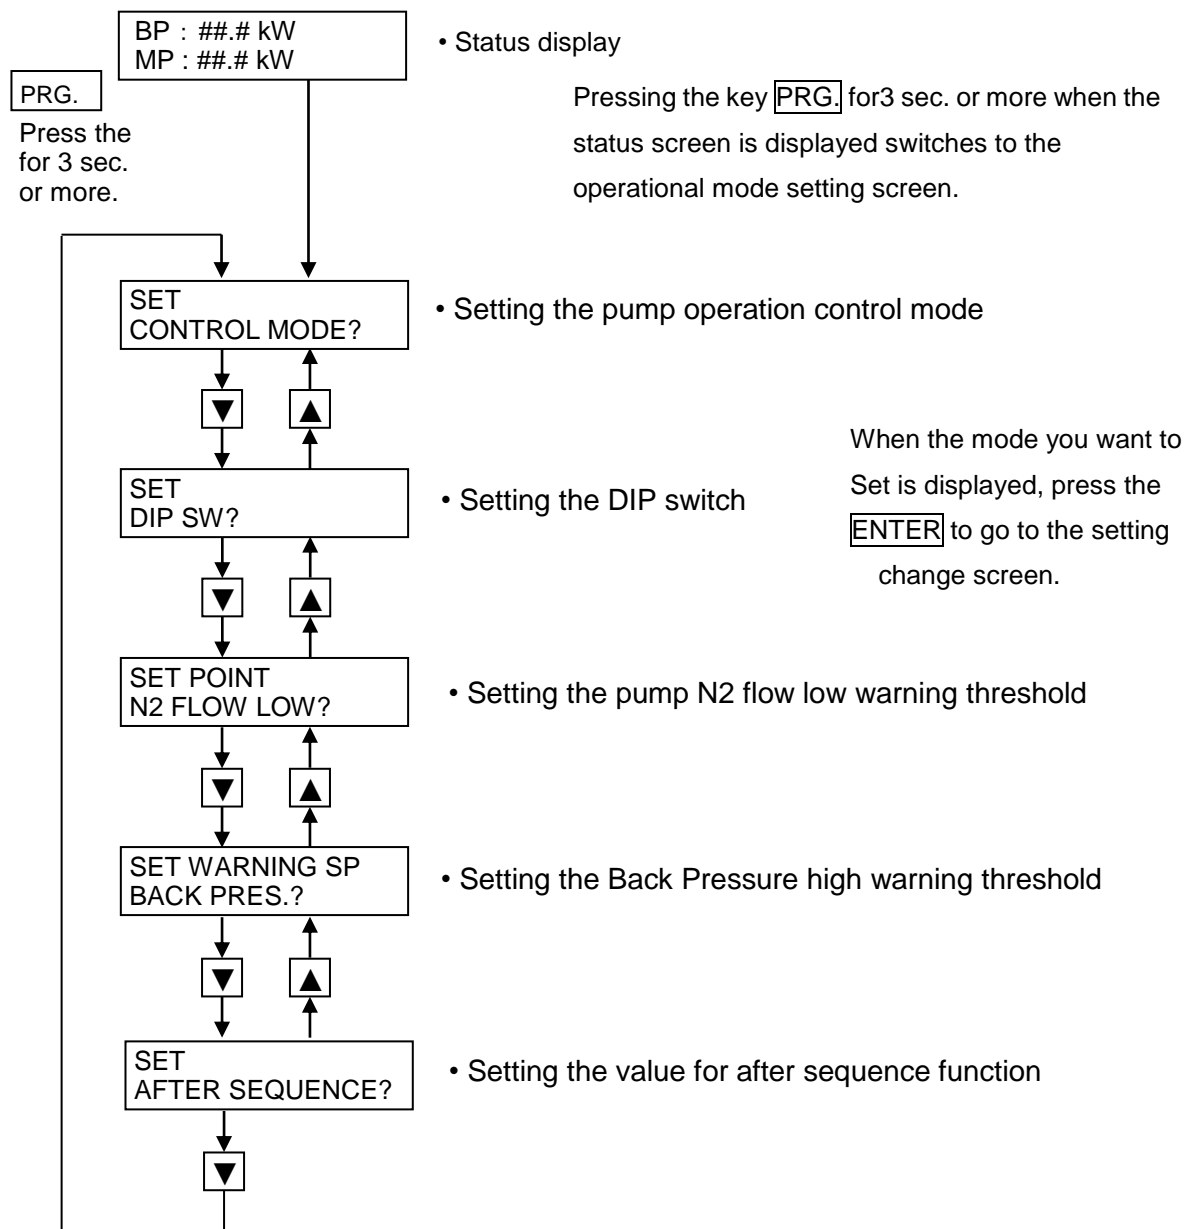 BP : ##.# kW
MP : ##.# kW
• Status display
PRG.
Press the
for 3 sec.
or more.
Pressing the key PRG. for3 sec. or more when the
status screen is displayed switches to the
operational mode setting screen.
SET
CONTROL MODE?
• Setting the pump operation control mode
▼ ▲
SET
DIP SW?
• Setting the DIP switch
When the mode you want to
Set is displayed, press the
ENTER to go to the setting
change screen.
▼ ▲
SET POINT
N2 FLOW LOW?
• Setting the pump N2 flow low warning threshold
▼ ▲
SET WARNING SP
BACK PRES.?
• Setting the Back Pressure high warning threshold
▼ ▲
SET
AFTER SEQUENCE?
• Setting the value for after sequence function
▼